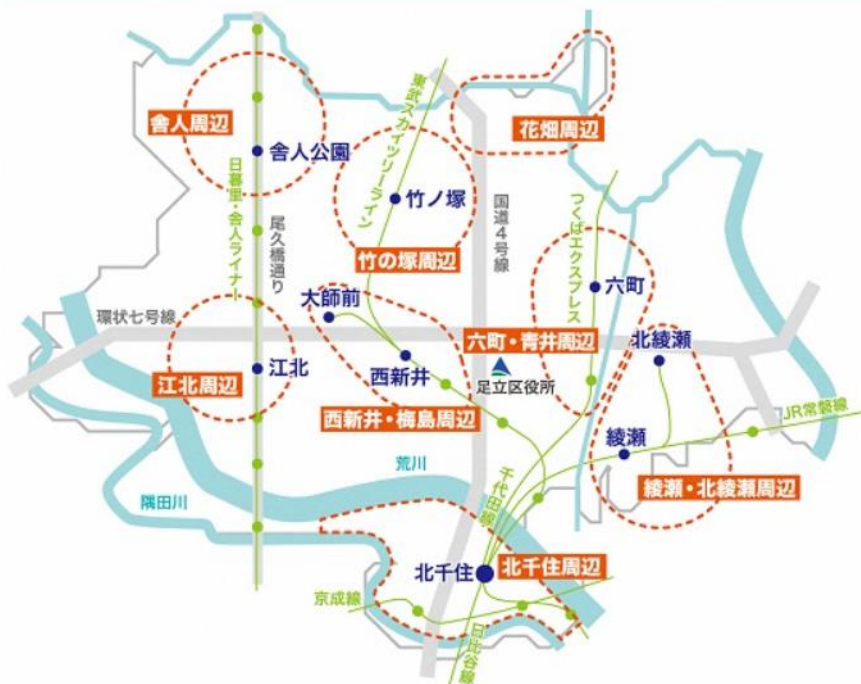 舎人周辺
舎人公園
日暮里・舎人ライナー
尾久橋通り
東武スカイツリーライン
竹ノ塚
竹の塚周辺
花畑周辺
国道4号線
つくばエクスプレス
六町
六町・青井周辺
大師前
環状七号線
江北
江北周辺
西新井
西新井・梅島周辺
足立区役所
北綾瀬
綾瀬
JR常磐線
綾瀬・北綾瀬周辺
荒川
隅田川
千代田線
北千住
北千住周辺
京成線
日比谷線